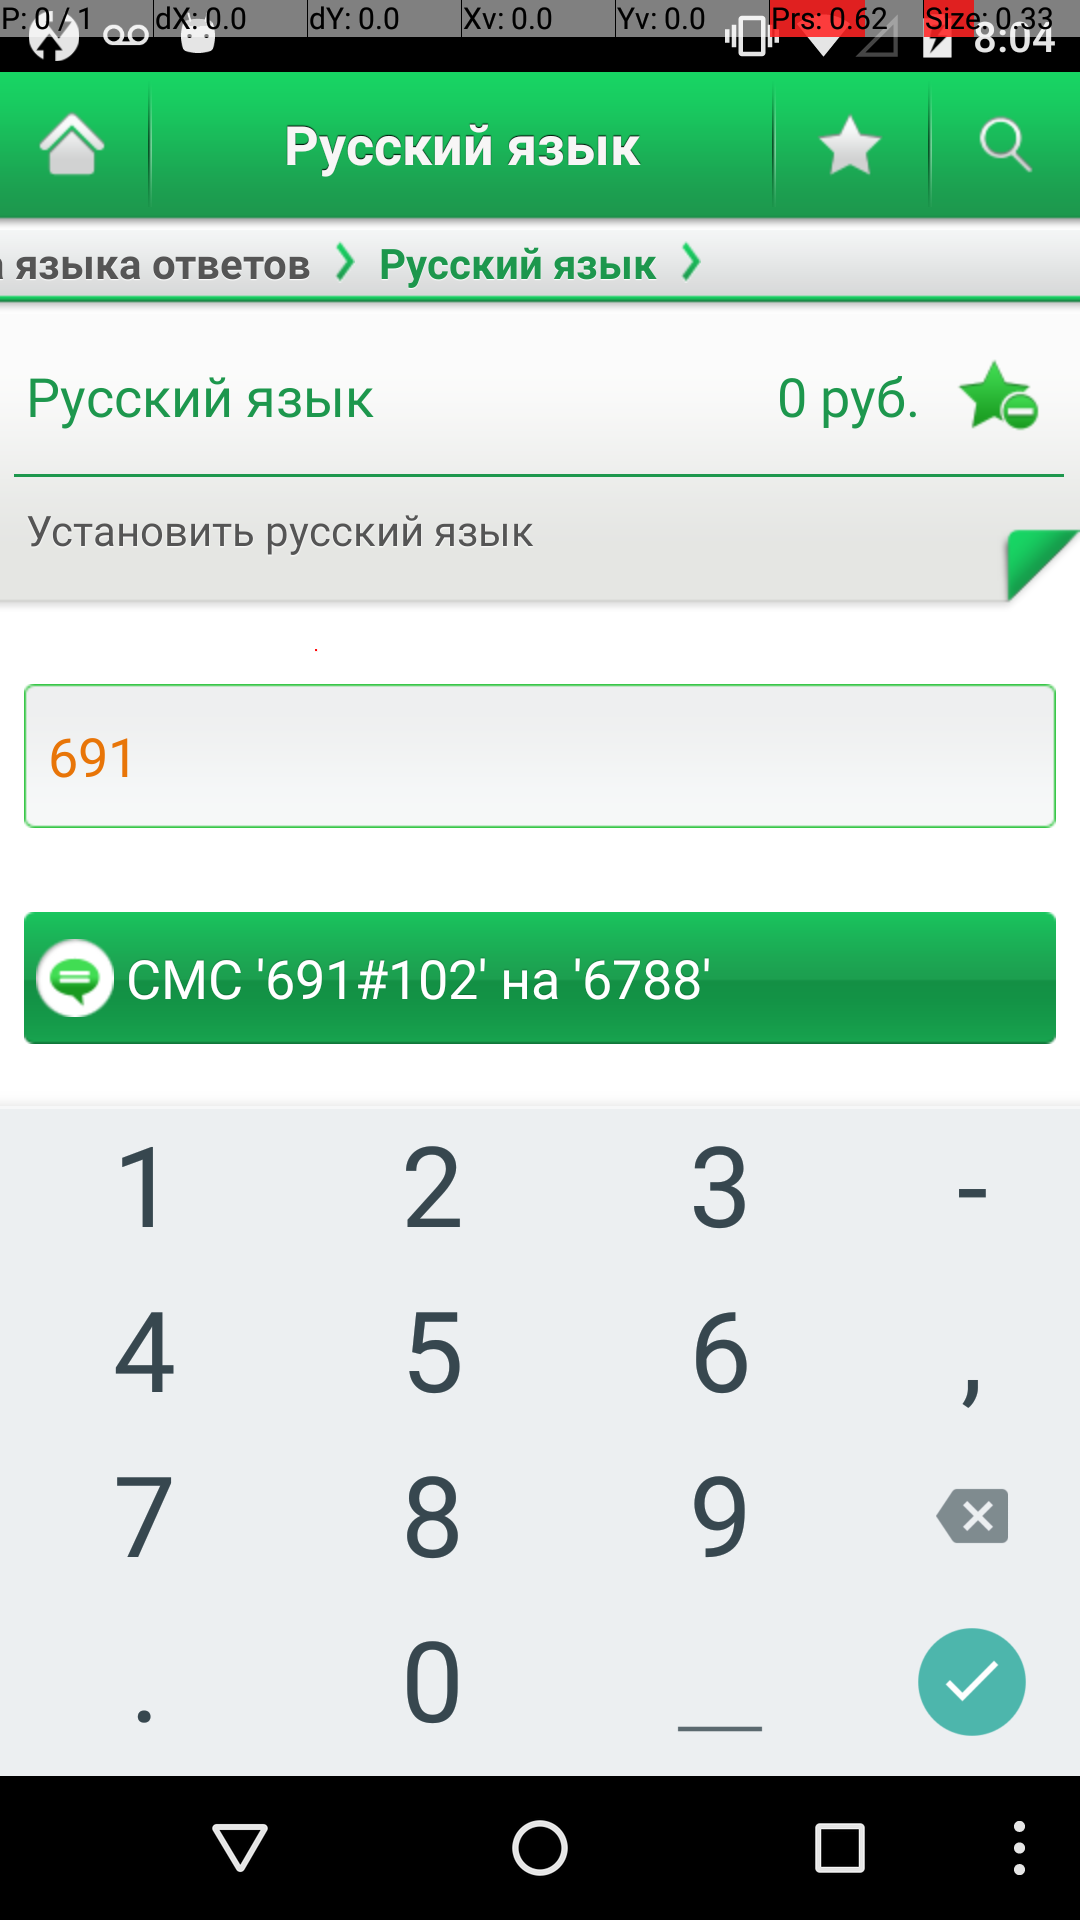 P: 0 / 1 dX: 0.0 dY: 0.0 Xv: 0.0 Yv: 0.0 Prs: 0.62 Size: 0.33
8:04
Русский язык
языка ответов Русский язык
Русский язык 0 руб.
Установить русский язык
691
СМС '691#102' на '6788'
1 2 3 -
4 5 6 ,
7 8 9
. 0